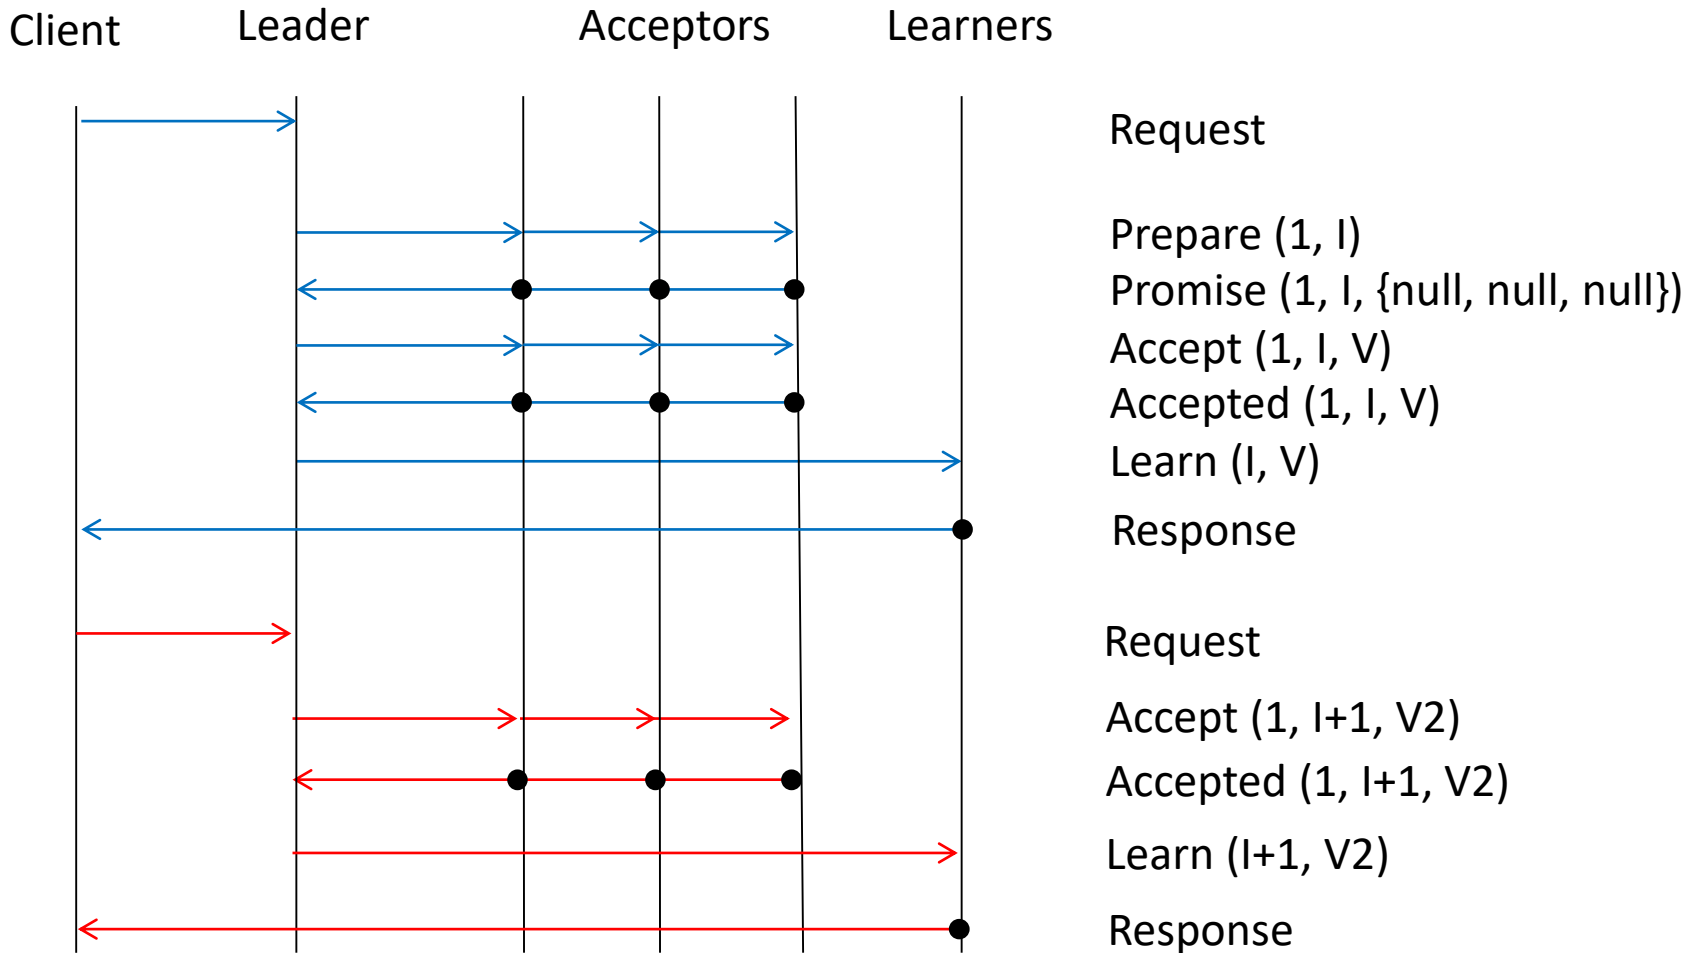 Client Leader Acceptors Learners
Request
Prepare (1, I)
Promise (1, I, {null, null, null})
Accept (1, I, V)
Accepted (1, I, V)
Learn (I, V)
Response
Request
Accept (1, I+1, V2)
Accepted (1, I+1, V2)
Learn (I+1, V2)
Response